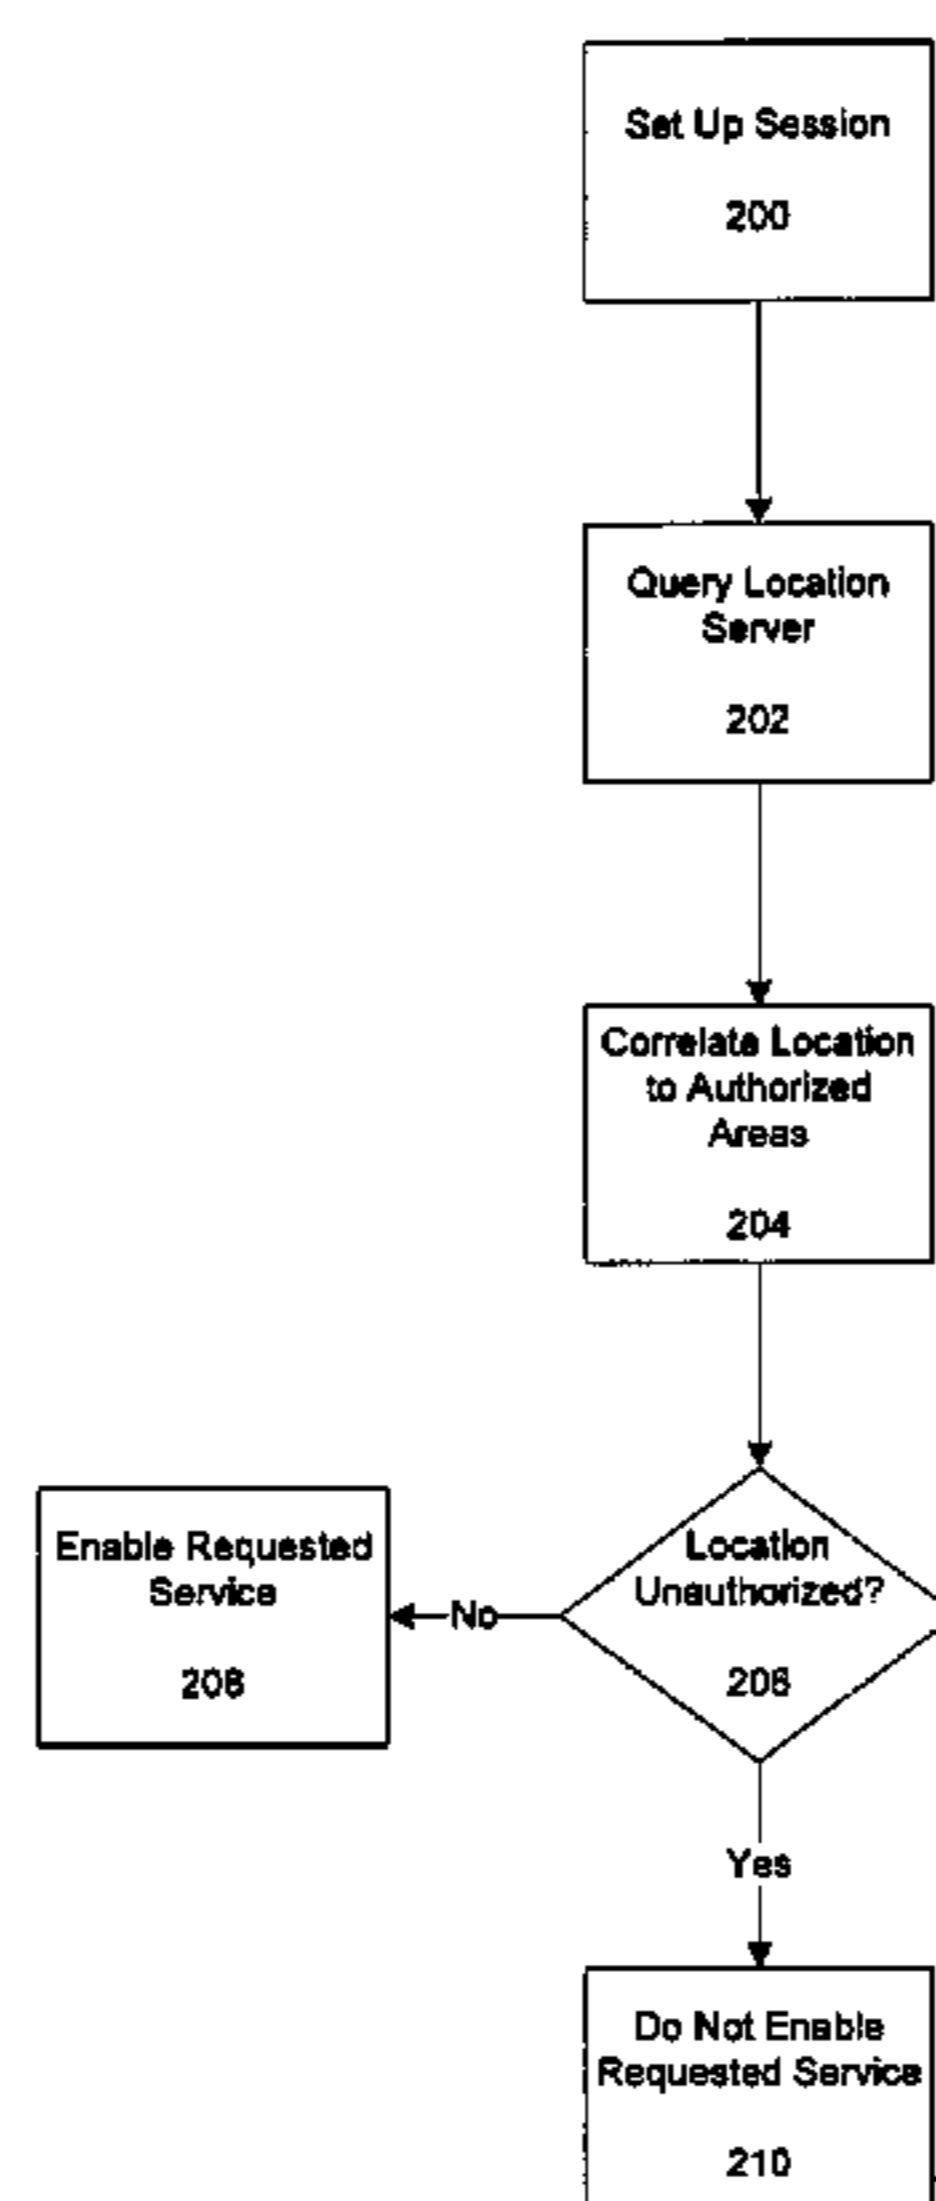 Set Up Session
200
Query Location
Server
202
Correlate Location
to Authorized
Areas
204
Location
Unauthorized?
206
No
Enable Requested
Service
208
Yes
Do Not Enable
Requested Service
210